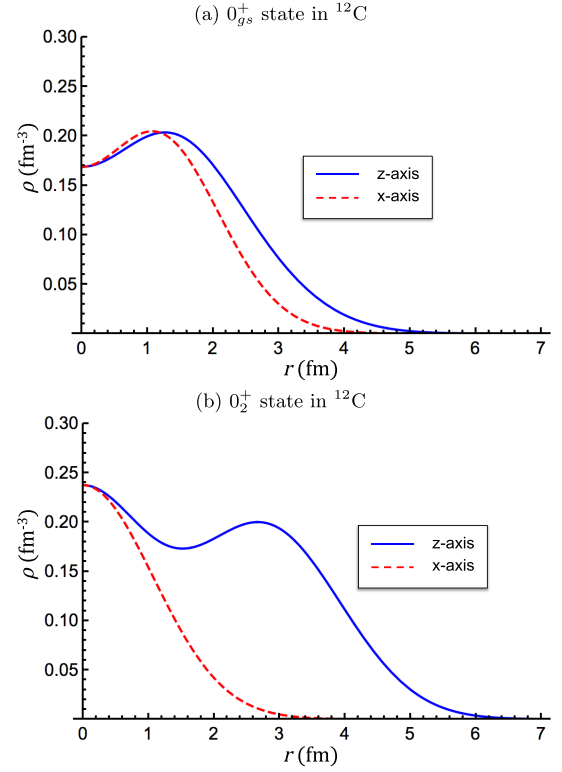 (a) 0⁺gs state in ¹²C
0.30
0.25
0.20
0.15
0.10
0.05
ρ (fm⁻³)
z-axis
x-axis
0 1 2 3 4 5 6 7
r (fm)
(b) 0⁺₂ state in ¹²C
0.30
0.25
0.20
0.15
0.10
0.05
ρ (fm⁻³)
z-axis
x-axis
0 1 2 3 4 5 6 7
r (fm)